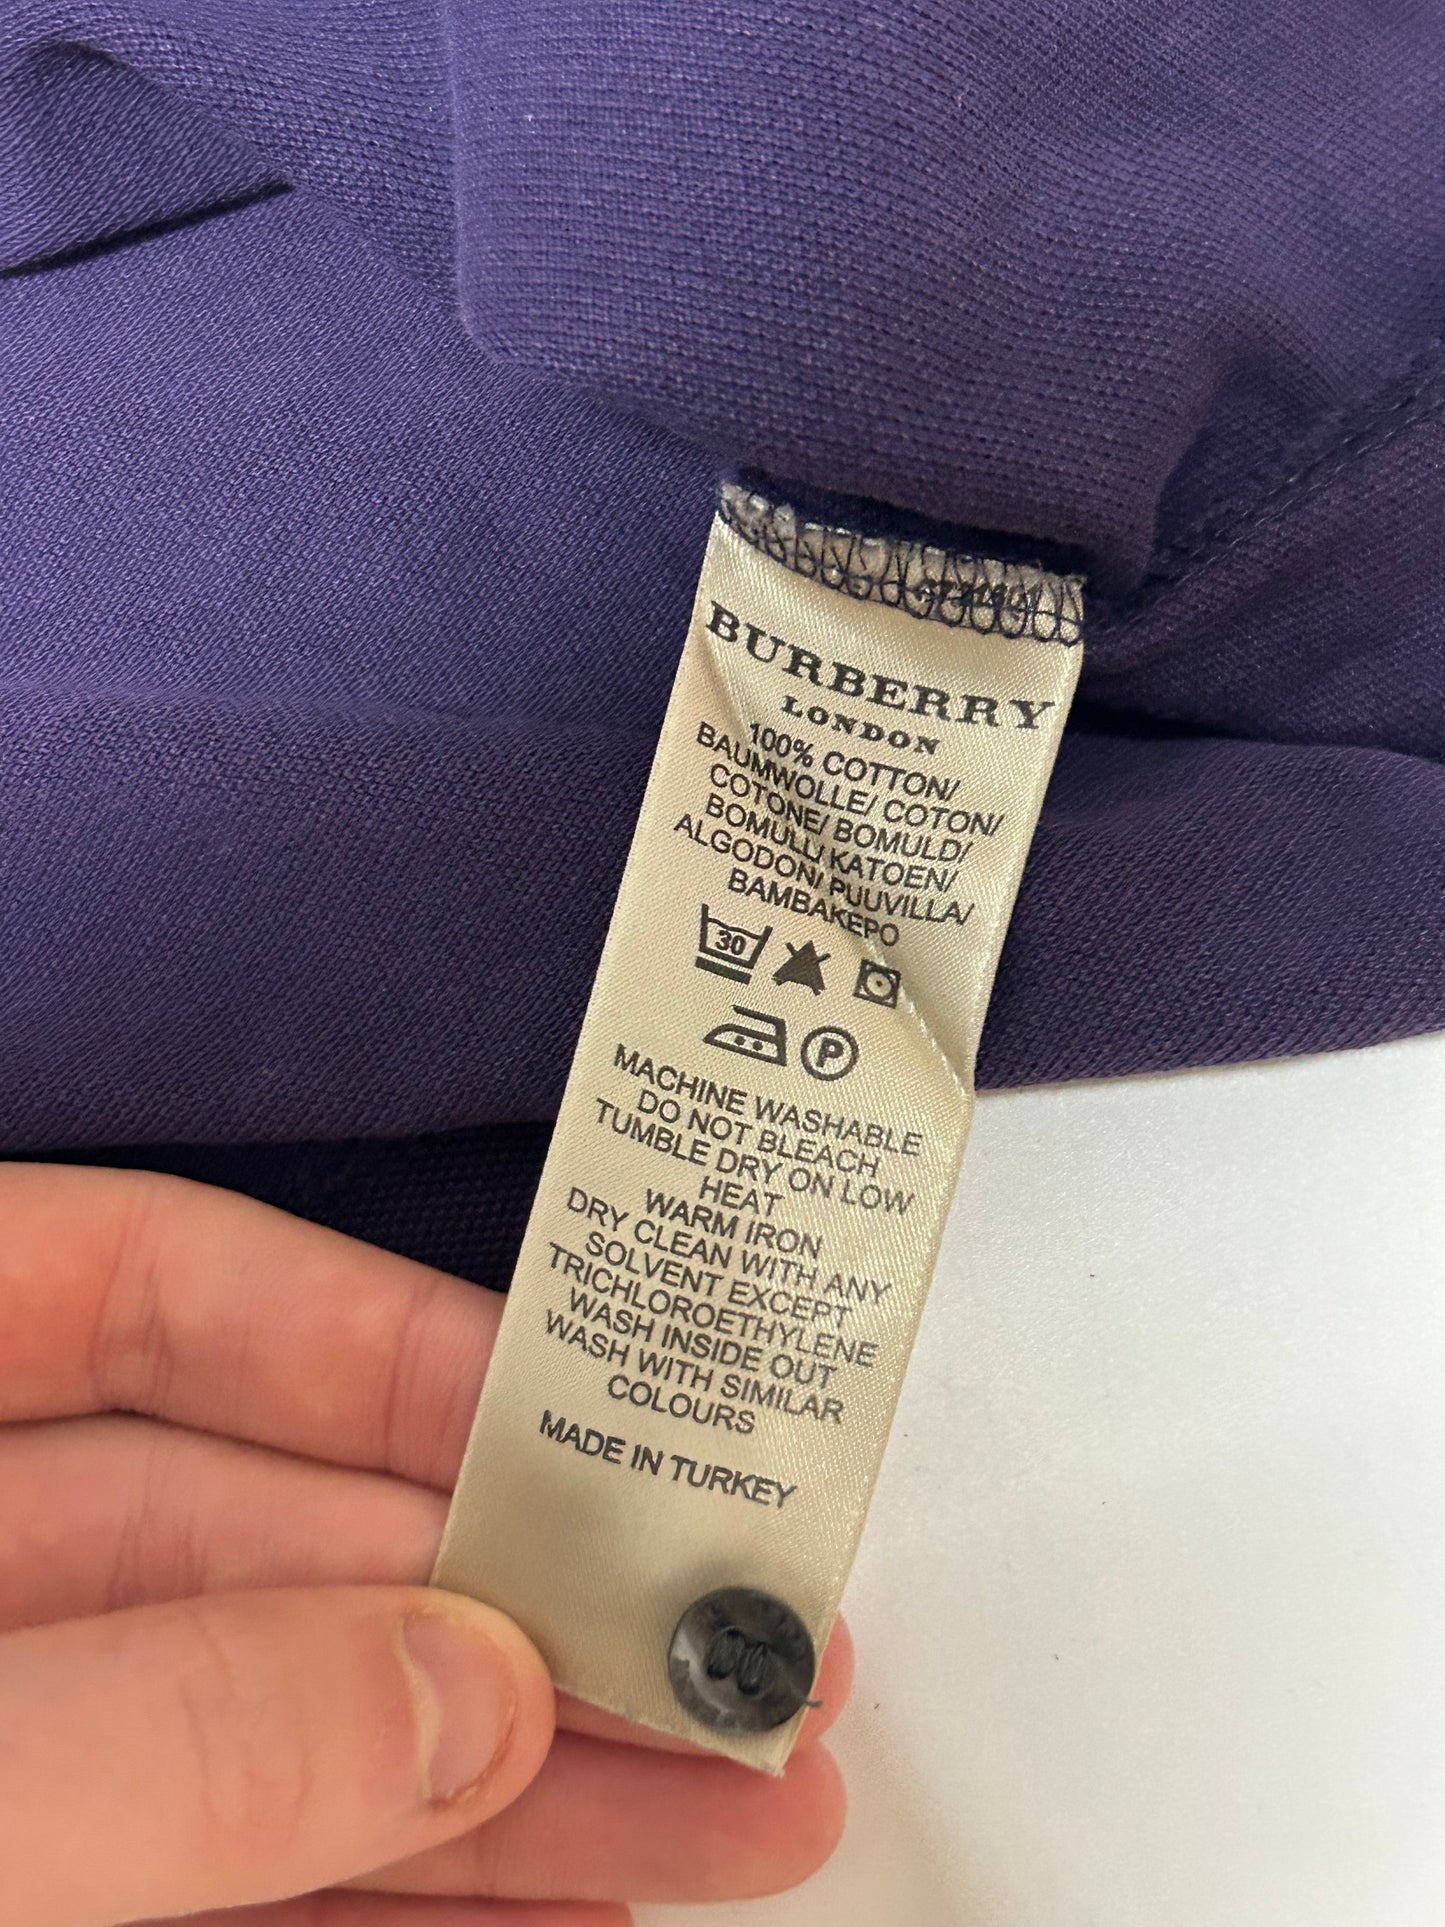 BURBERRY
LONDON
100% COTTON/
BAUMWOLLE/ COTON/
COTONE/ BOMULD/
BOMULL/ KATOEN/
ALGODON/ PUUVILLA/
BAMBAKEPO
30
P
MACHINE WASHABLE
DO NOT BLEACH
TUMBLE DRY ON LOW
HEAT
WARM IRON
DRY CLEAN WITH ANY
SOLVENT EXCEPT
TRICHLOROETHYLENE
WASH INSIDE OUT
WASH WITH SIMILAR
COLOURS
MADE IN TURKEY